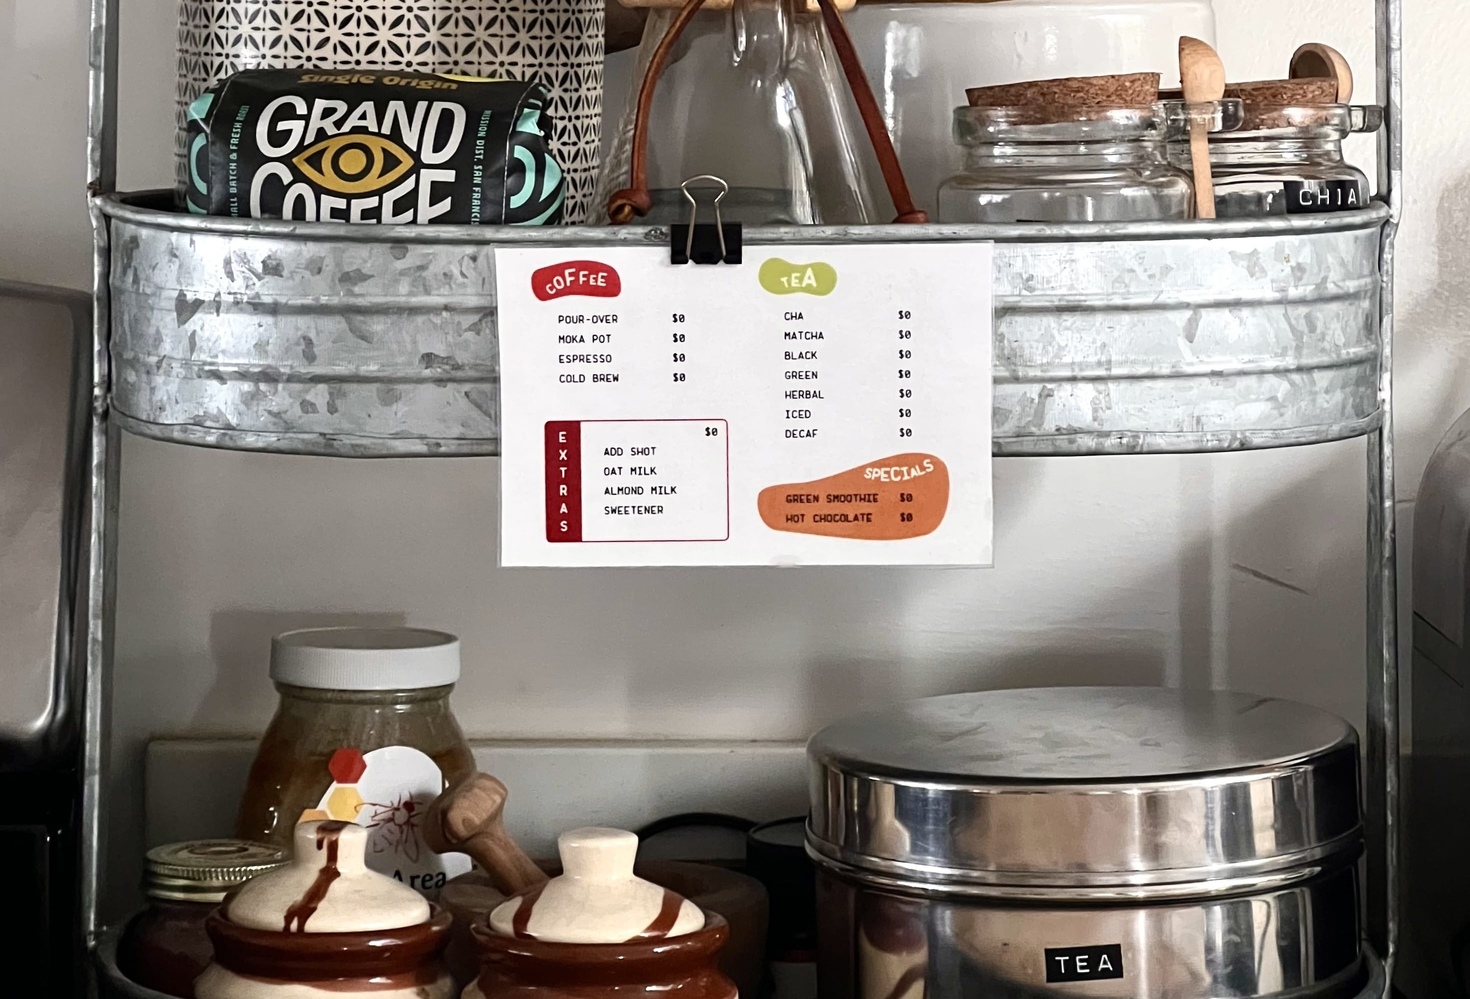 Single Origin
GRAND
COFFEE
MISSION DIST. SAN
BATCH & FRESH
CHIA
COFFEE
POUR-OVER $0
MOKA POT $0
ESPRESSO $0
COLD BREW $0
EXTRAS
$0
ADD SHOT
OAT MILK
ALMOND MILK
SWEETENER
TEA
CHA $0
MATCHA $0
BLACK $0
GREEN $0
HERBAL $0
ICED $0
DECAF $0
SPECIALS
GREEN SMOOTHIE $0
HOT CHOCOLATE $0
Area
TEA